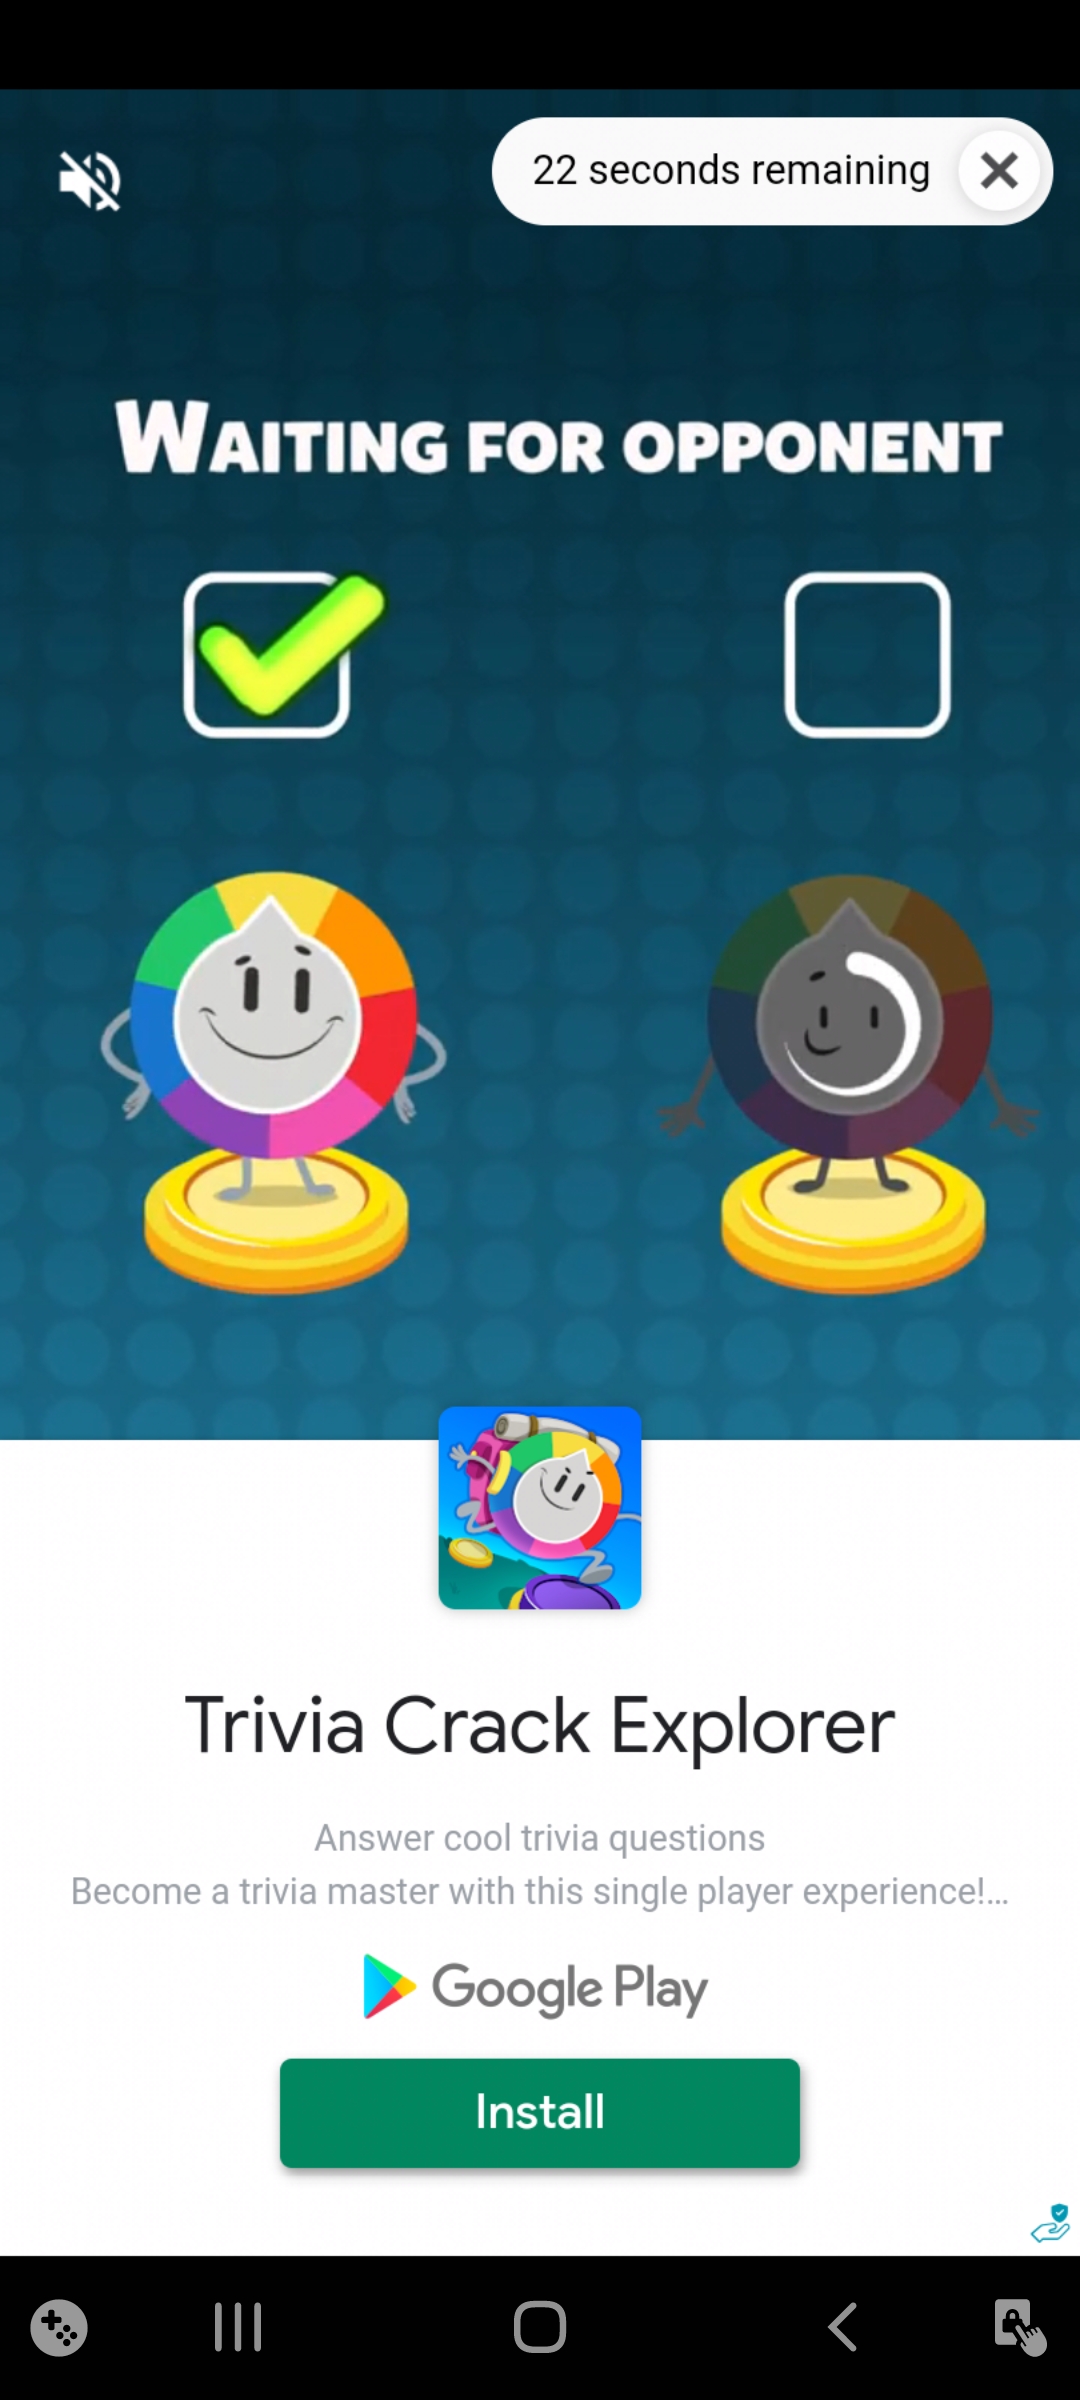 22 seconds remaining
WAITING FOR OPPONENT
Trivia Crack Explorer
Answer cool trivia questions
Become a trivia master with this single player experience!...
Google Play
Install